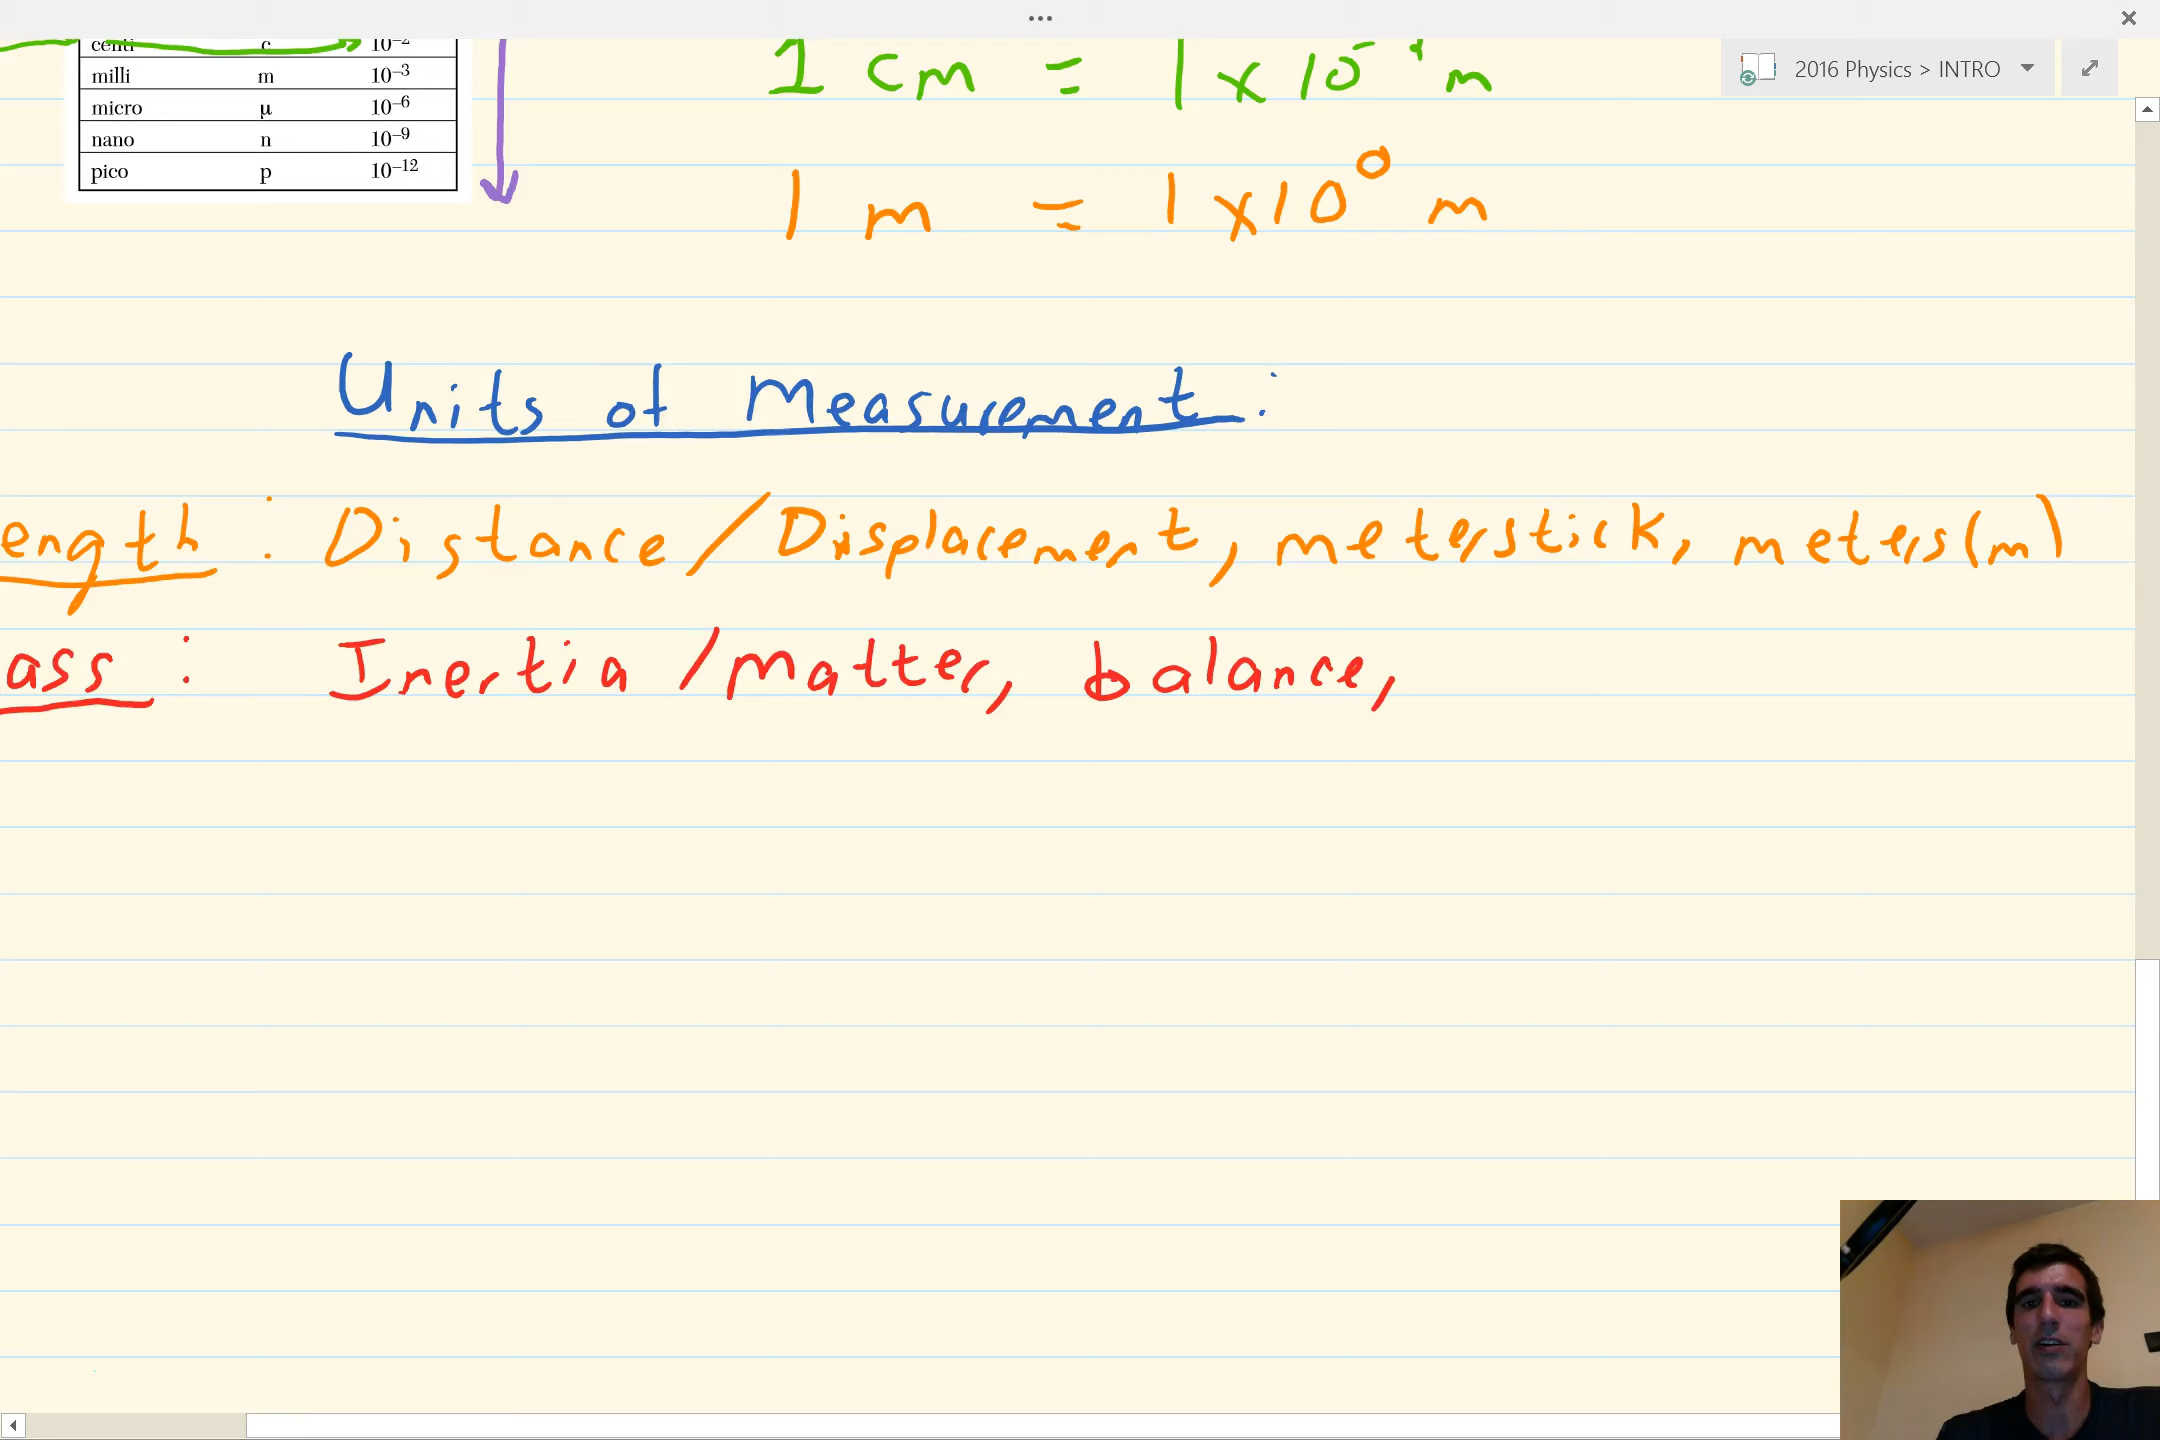 ...
2016 Physics > INTRO
centi c 10⁻²
milli m 10⁻³
micro μ 10⁻⁶
nano n 10⁻⁹
pico p 10⁻¹²
1 cm = 1 x 10 m
1 m = 1 x 10⁰ m
Units of Measurement:
ength : Distance/Displacement, meterstick, meters(m)
ass : Inertia/matter, balance,